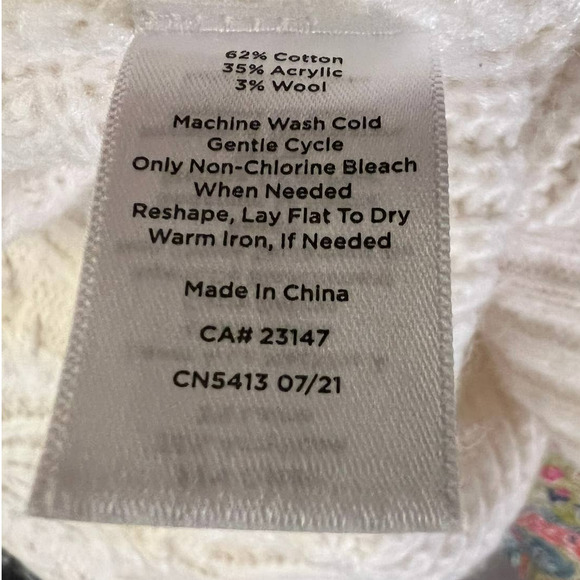 62% Cotton
35% Acrylic
3% Wool
Machine Wash Cold
Gentle Cycle
Only Non-Chlorine Bleach
When Needed
Reshape, Lay Flat To Dry
Warm Iron, If Needed
Made In China
CA# 23147
CN5413 07/21